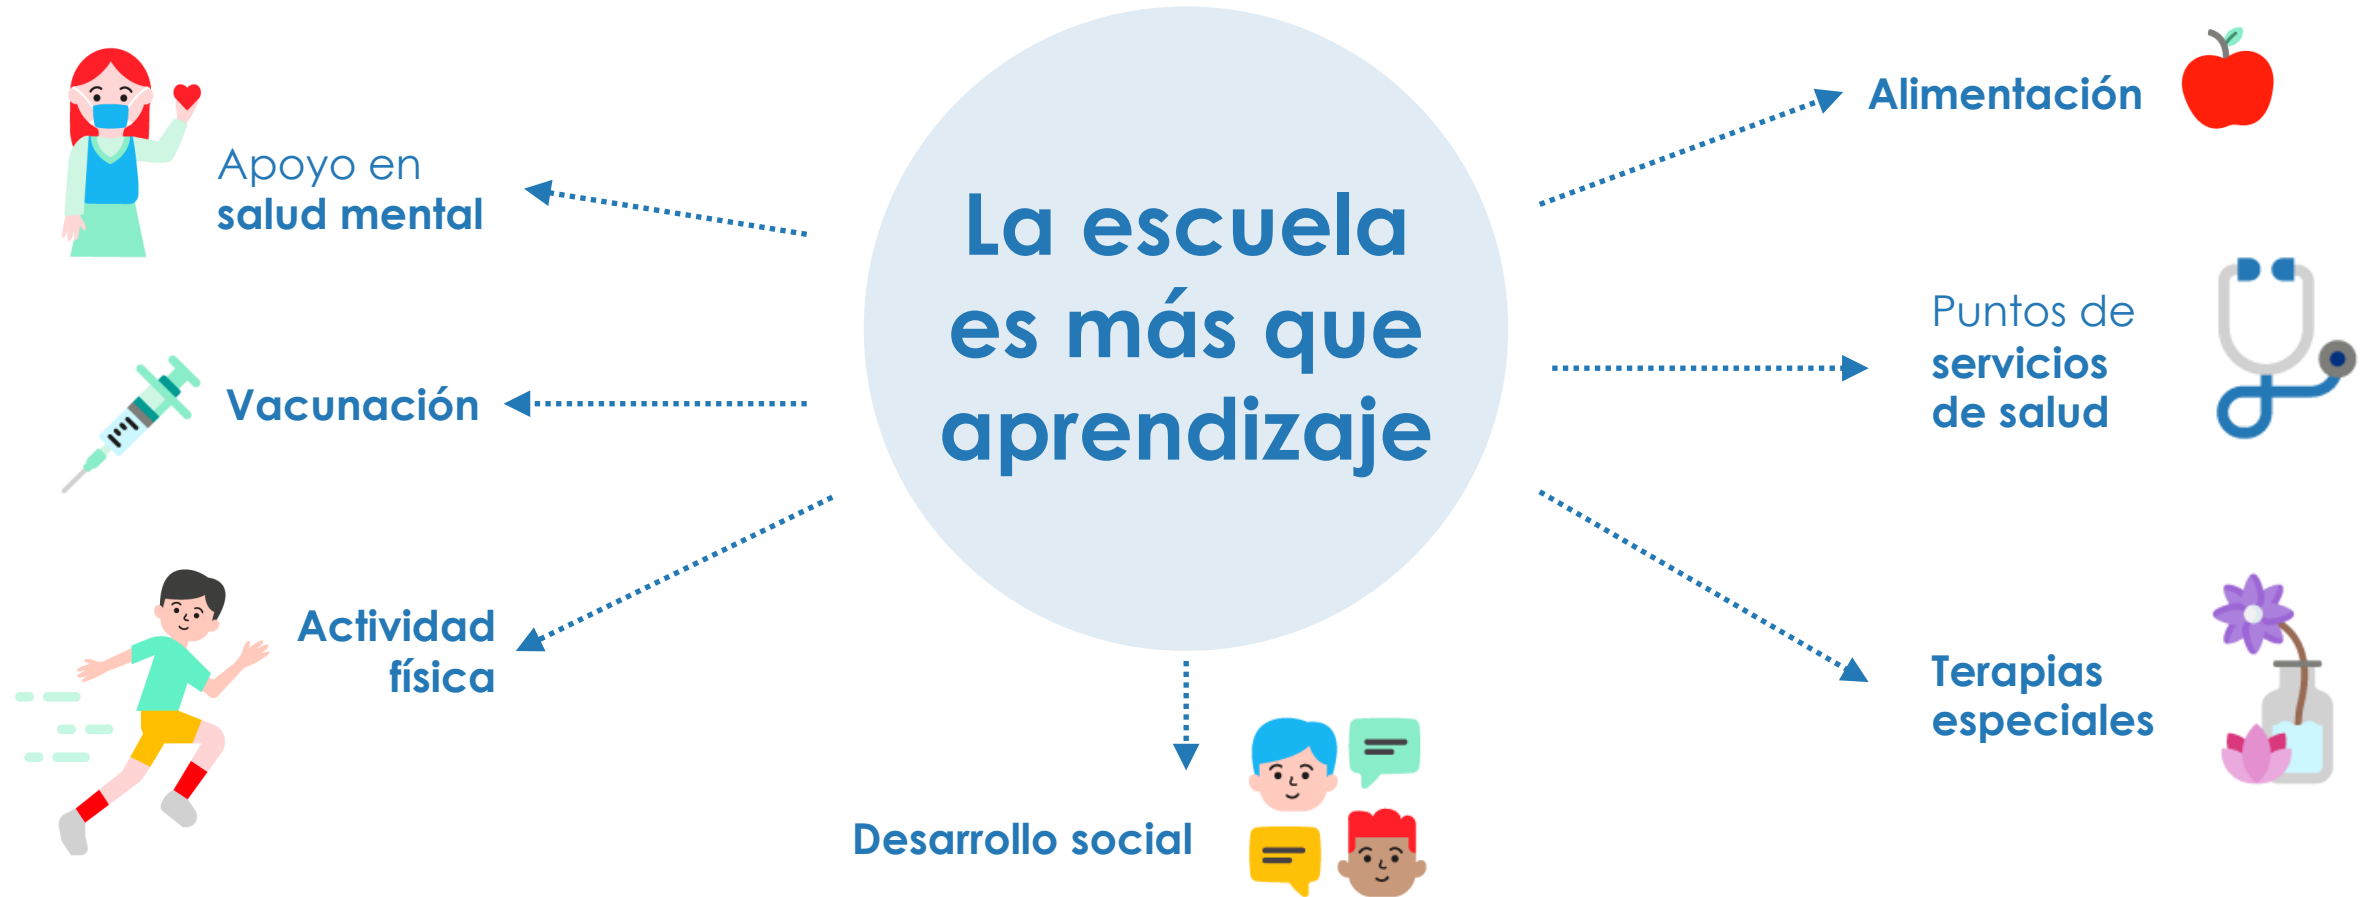 La escuela
es más que
aprendizaje
Apoyo en
salud mental
Vacunación
Actividad
física
Desarrollo social
Alimentación
Puntos de
servicios
de salud
Terapias
especiales